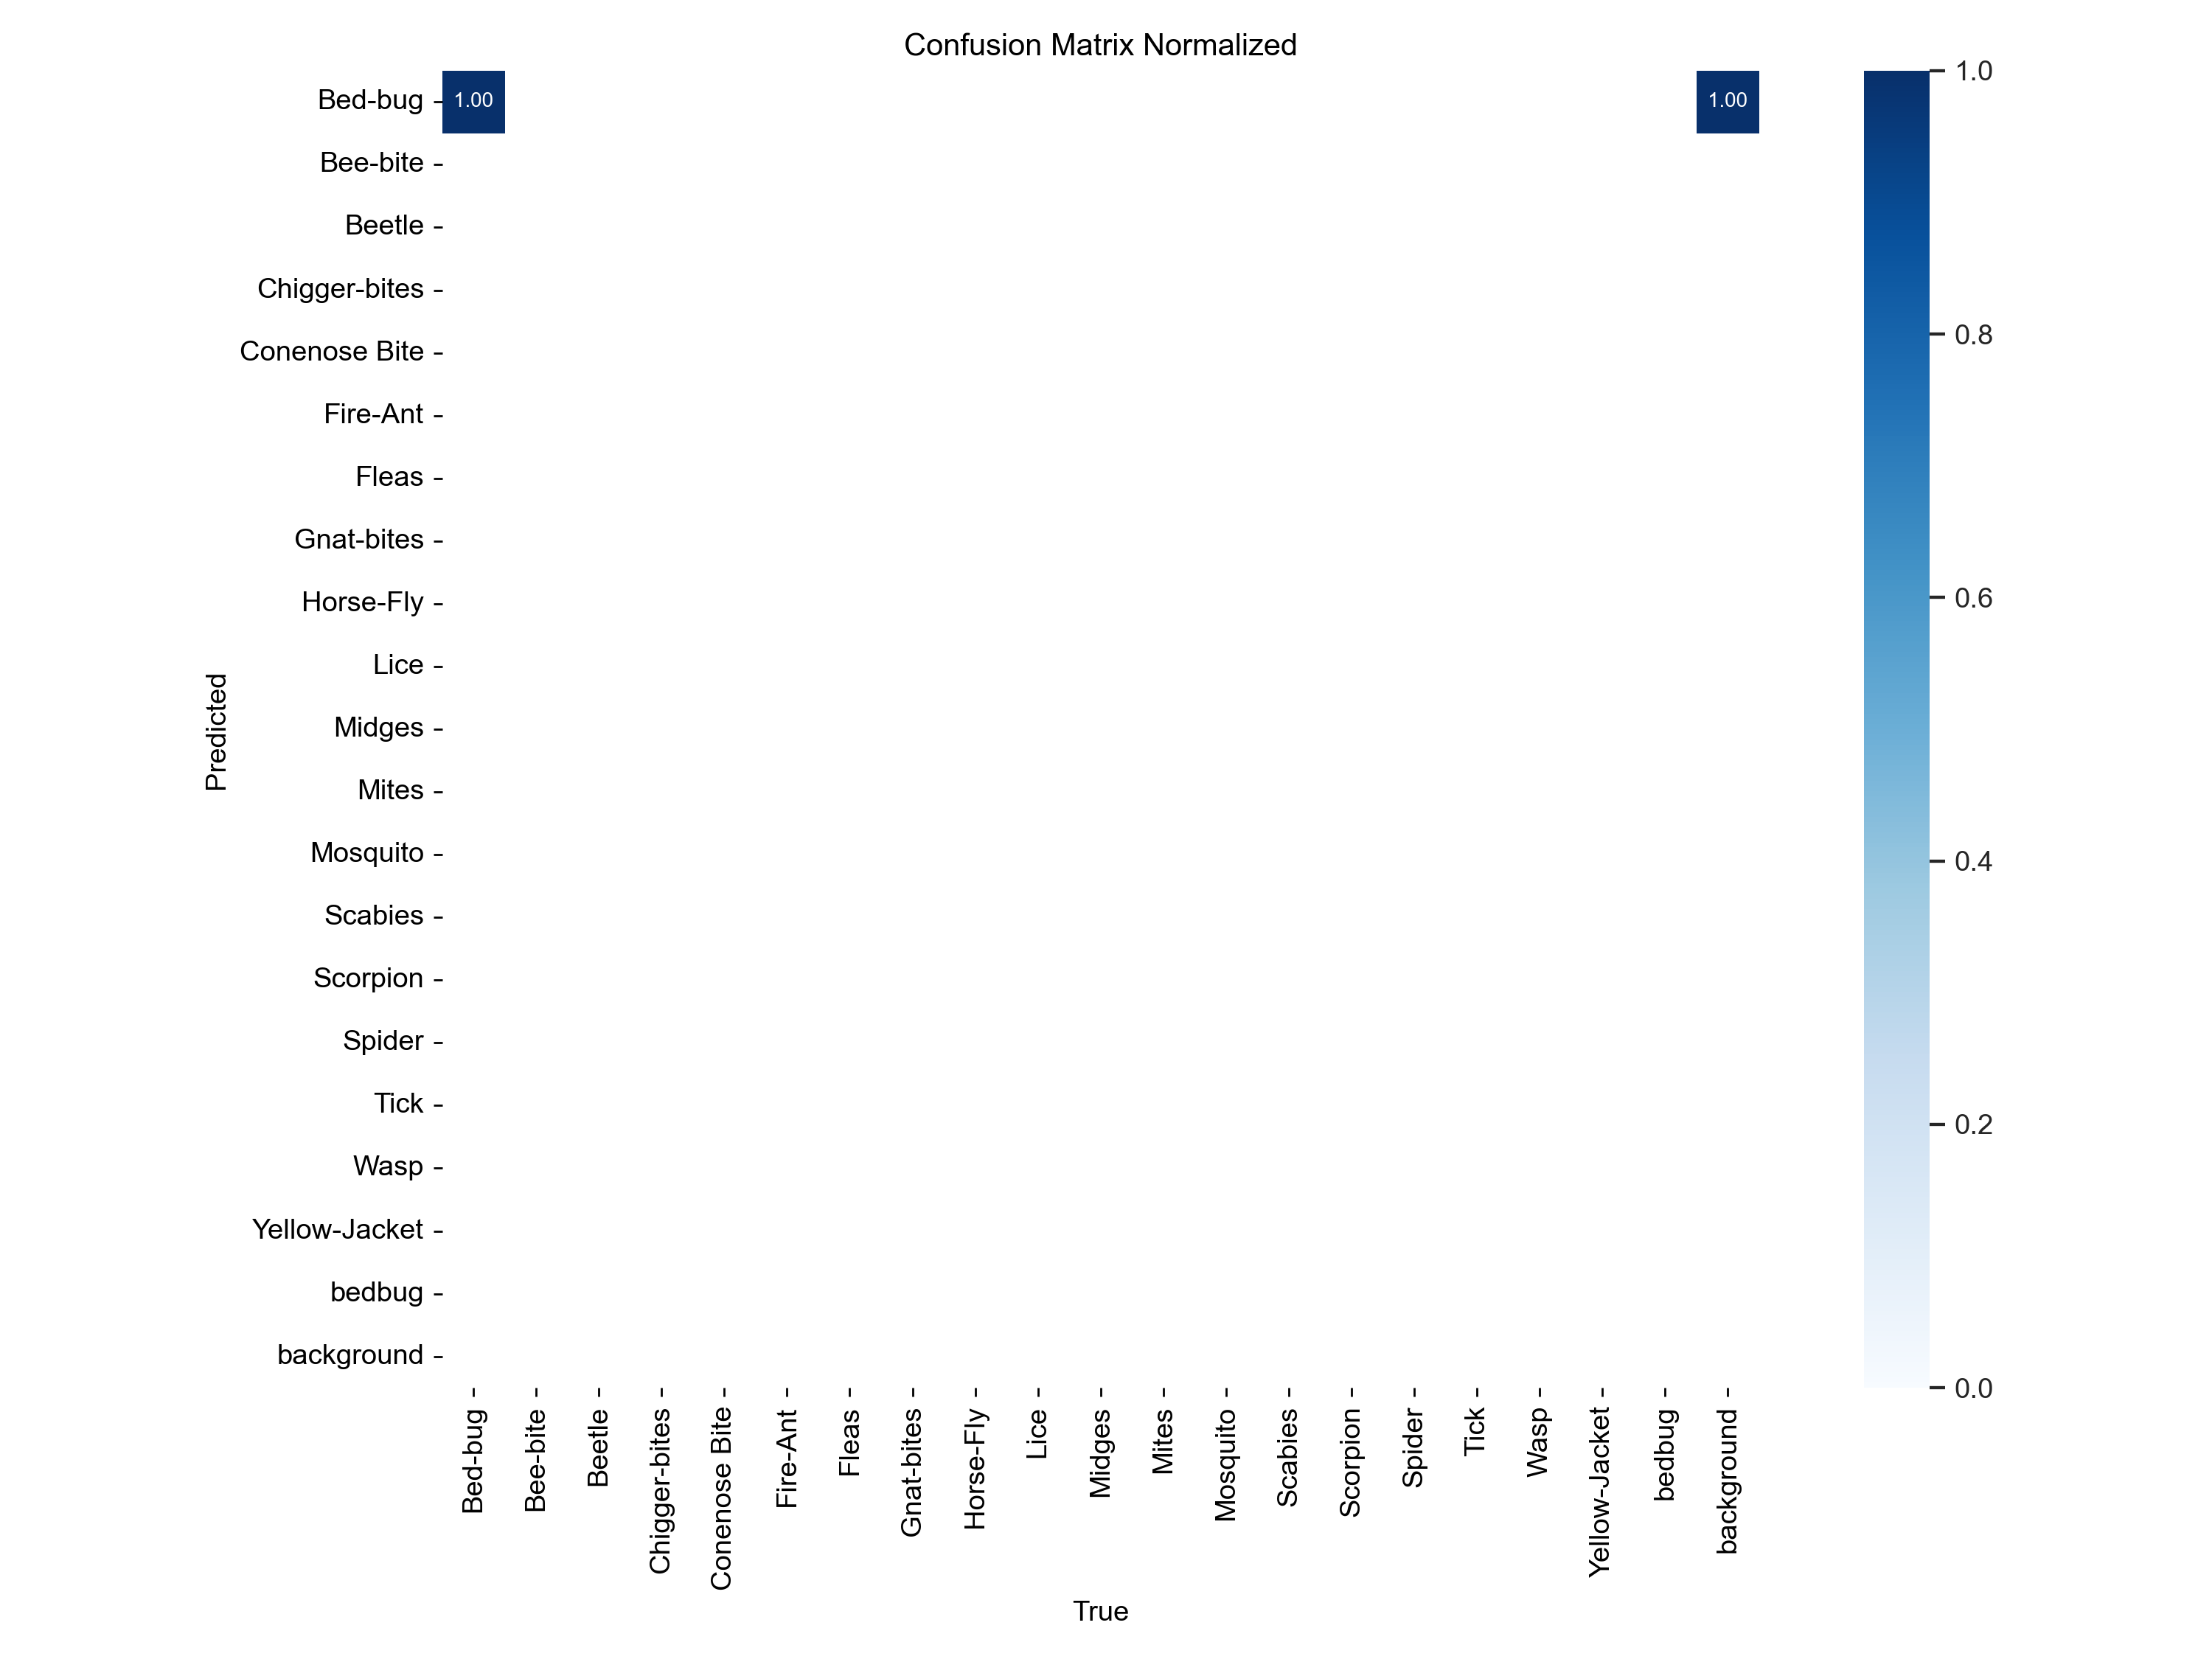 Confusion Matrix Normalized
Bed-bug
1.00
1.00
1.0
Bee-bite
Beetle
Chigger-bites
0.8
Conenose Bite
Fire-Ant
Fleas
Gnat-bites
Horse-Fly
0.6
Lice
Predicted
Midges
Mites
Mosquito
0.4
Scabies
Scorpion
Spider
Tick
0.2
Wasp
Yellow-Jacket
bedbug
background
0.0
Bed-bug
Bee-bite
Beetle
Chigger-bites
Conenose Bite
Fire-Ant
Fleas
Gnat-bites
Horse-Fly
Lice
Midges
Mites
Mosquito
Scabies
Scorpion
Spider
Tick
Wasp
Yellow-Jacket
bedbug
background
True